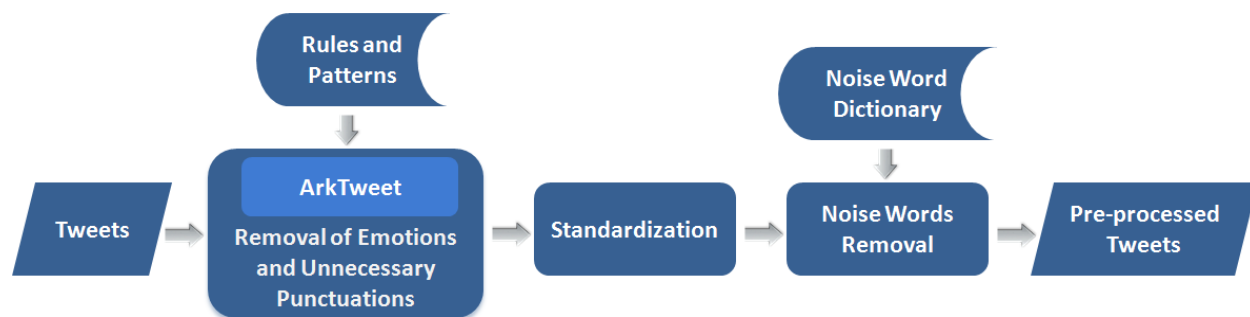 Rules and
Patterns
Noise Word
Dictionary
ArkTweet
Tweets
Removal of Emotions
and Unnecessary
Punctuations
Standardization
Noise Words
Removal
Pre-processed
Tweets